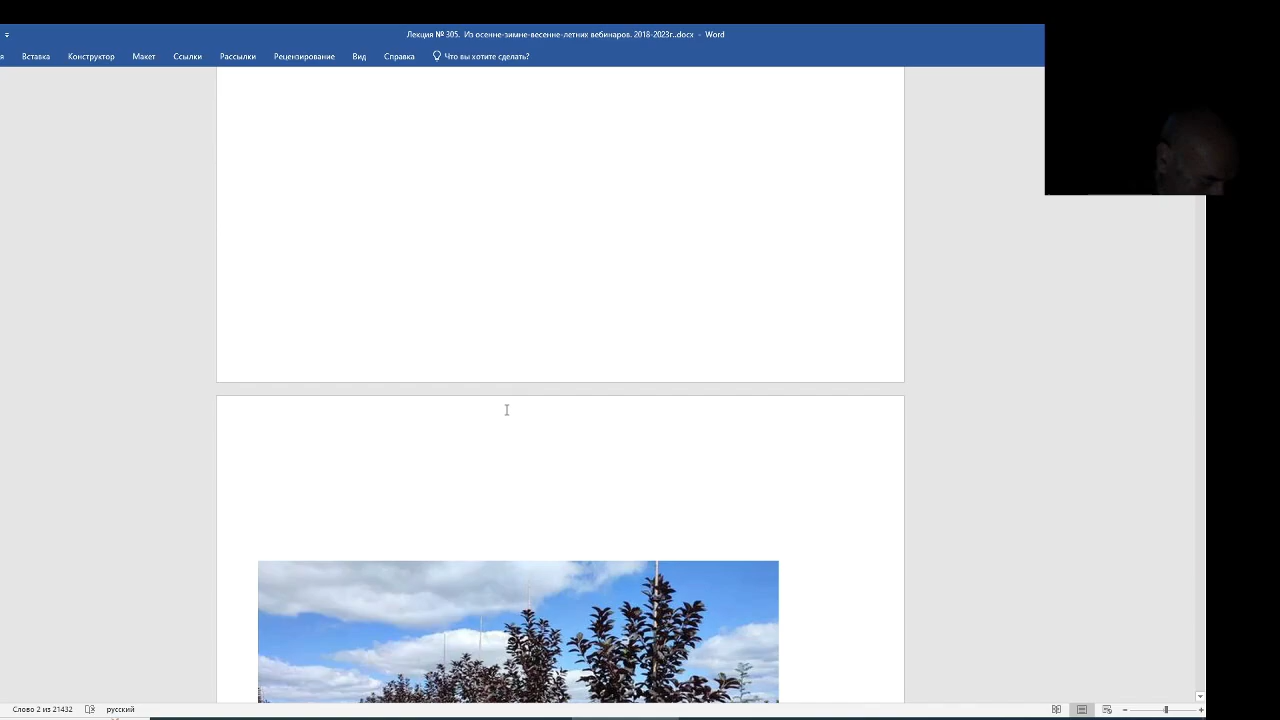 Лекция № 305. Из осенне-зимне-весенне-летних вебинаров. 2018-2023г..docx - Word
я Вставка Конструктор Макет Ссылки Рассылки Рецензирование Вид Справка Что вы хотите сделать?
Слово 2 из 21432 русский